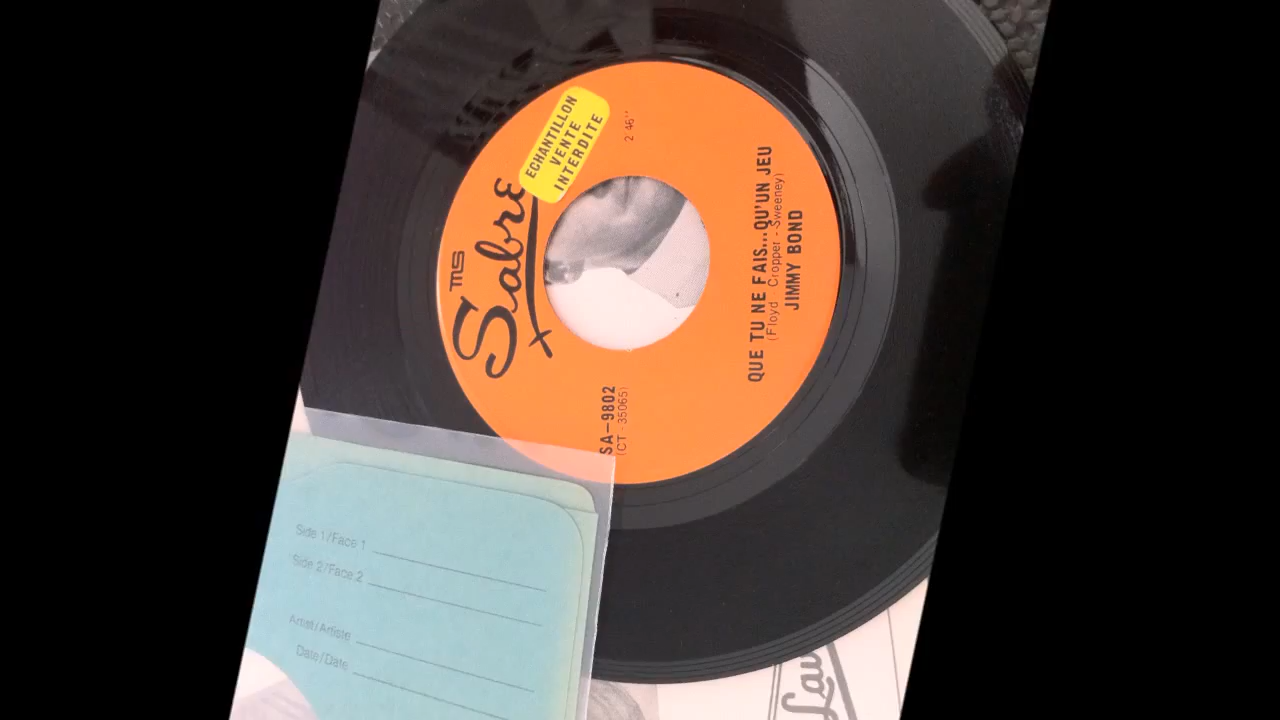 TMS
Sabre
ECHANTILLON
VENTE
INTERDITE
2'46''
SA-9802
(CT - 35065)
QUE TU NE FAIS...QU'UN JEU
(Floyd - Cropper - Sweeney)
JIMMY BOND
Side 1/Face 1
Side 2/Face 2
Artist/Artiste
Date/Date